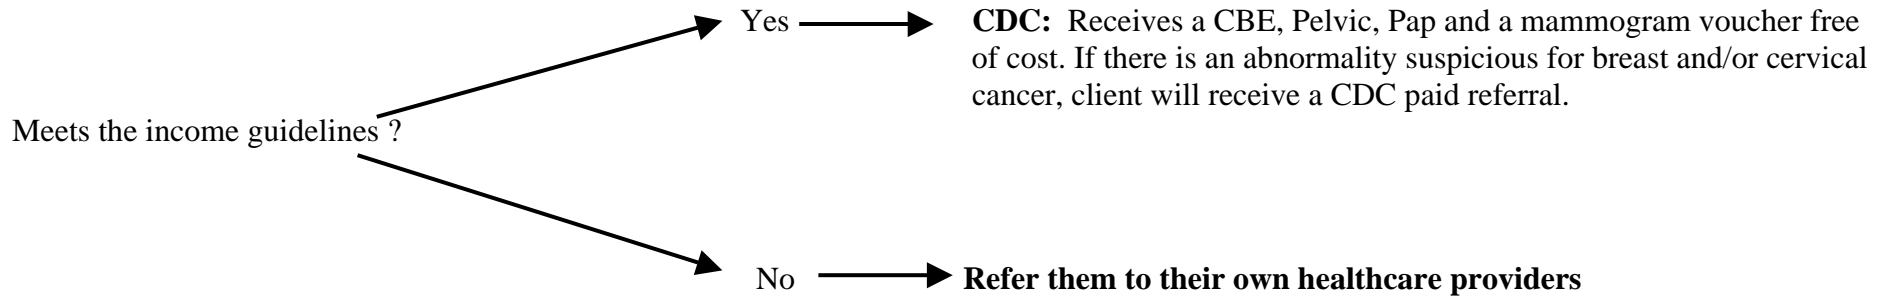 Yes
CDC: Receives a CBE, Pelvic, Pap and a mammogram voucher free
of cost. If there is an abnormality suspicious for breast and/or cervical
cancer, client will receive a CDC paid referral.
Meets the income guidelines ?
No
Refer them to their own healthcare providers